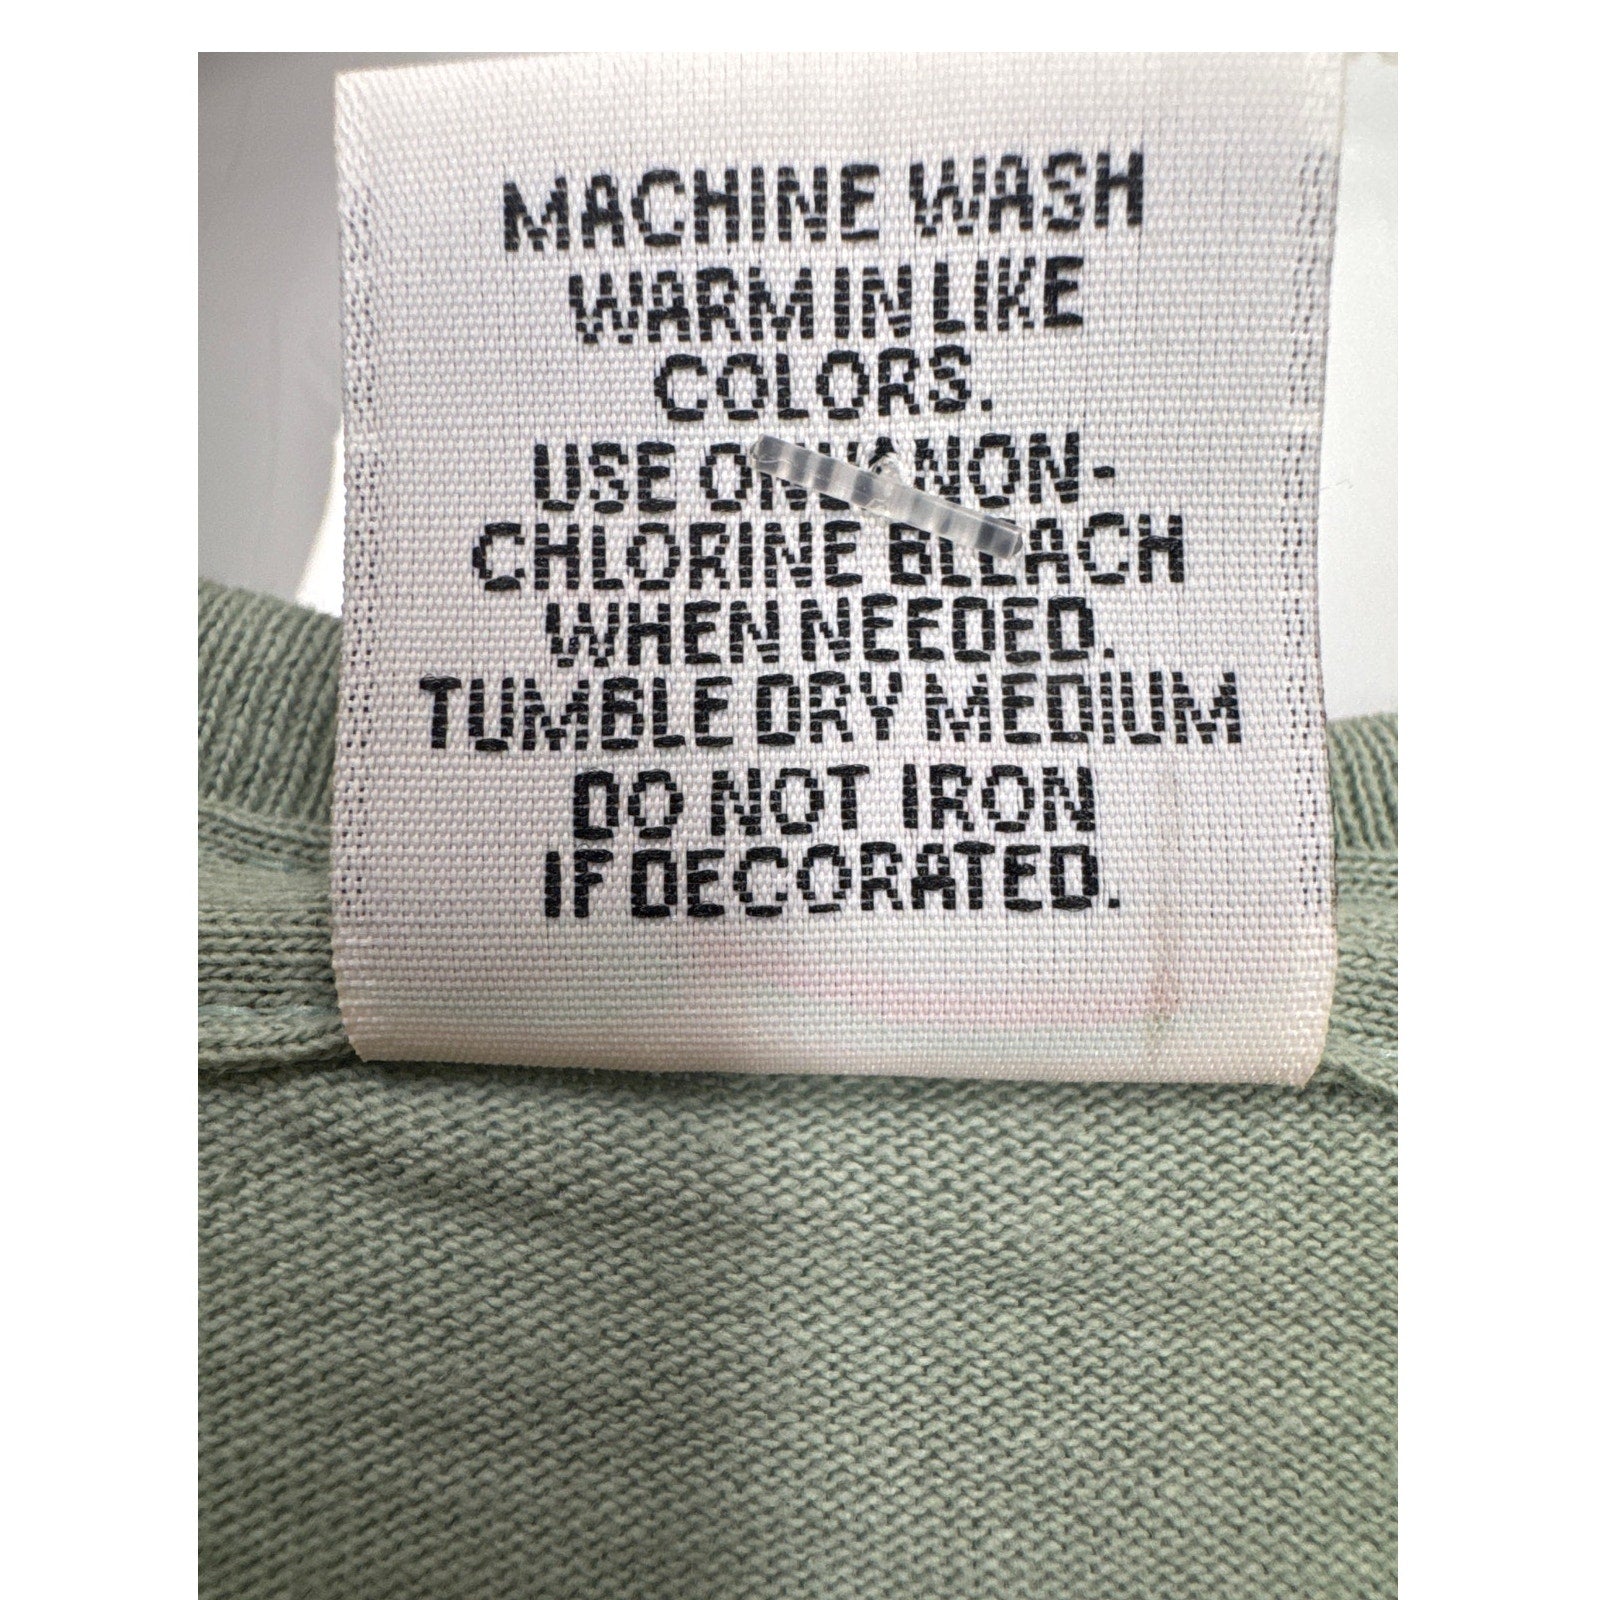 MACHINE WASH
WARM IN LIKE
COLORS.
USE ONLY NON-
CHLORINE BLEACH
WHEN NEEDED.
TUMBLE DRY MEDIUM
DO NOT IRON
IF DECORATED.